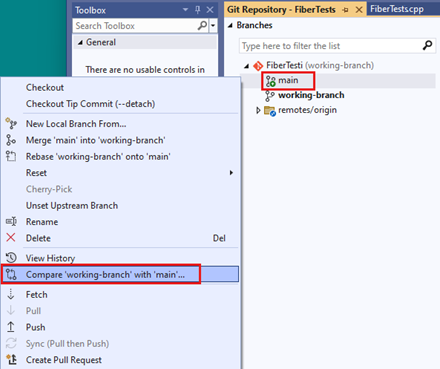 Toolbox
Search Toolbox
General
There are no usable controls in
Git Repository - FiberTests
FiberTests.cpp
Branches
Type here to filter the list
FiberTesti (working-branch)
main
working-branch
remotes/origin
Checkout
Checkout Tip Commit (--detach)
New Local Branch From...
Merge 'main' into 'working-branch'
Rebase 'working-branch' onto 'main'
Reset
Cherry-Pick
Unset Upstream Branch
Rename
Delete Del
View History
Compare 'working-branch' with 'main'...
Fetch
Pull
Push
Sync (Pull then Push)
Create Pull Request